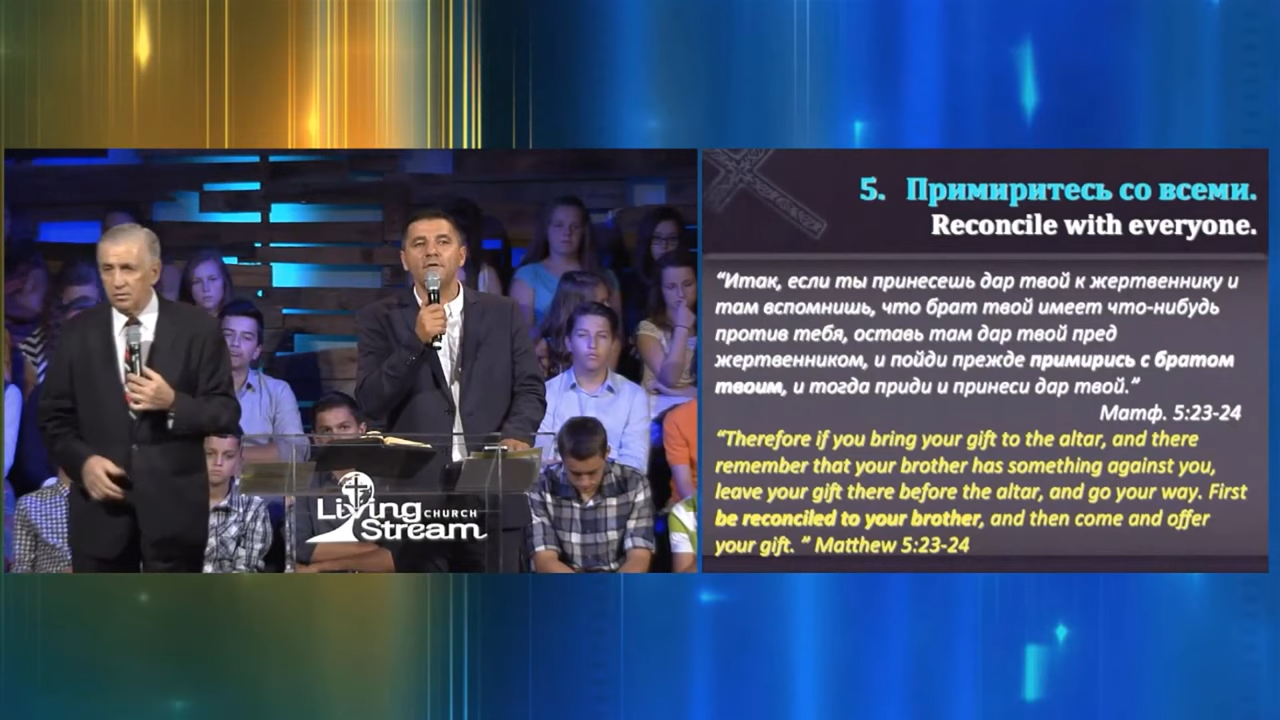 Living CHURCH
Stream
5. Примиритесь со всеми.
Reconcile with everyone.
“Итак, если ты принесешь дар твой к жертвеннику и
там вспомнишь, что брат твой имеет что-нибудь
против тебя, оставь там дар твой пред
жертвенником, и пойди прежде примирись с братом
твоим, и тогда приди и принеси дар твой.”
Матф. 5:23-24
“Therefore if you bring your gift to the altar, and there
remember that your brother has something against you,
leave your gift there before the altar, and go your way. First
be reconciled to your brother, and then come and offer
your gift. ” Matthew 5:23-24